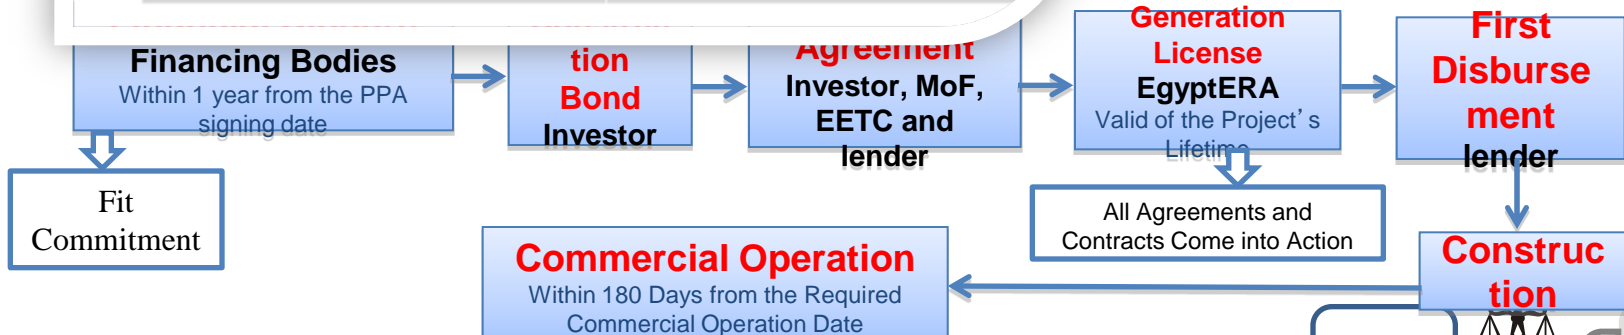 Financing Bodies
Within 1 year from the PPA
signing date
tion
Bond
Investor
Agreement
Investor, MoF,
EETC and
lender
Generation
License
EgyptERA
Valid of the Project's
Lifetime
First
Disburse
ment
lender
Fit
Commitment
All Agreements and
Contracts Come into Action
Commercial Operation
Within 180 Days from the Required
Commercial Operation Date
Construc
tion